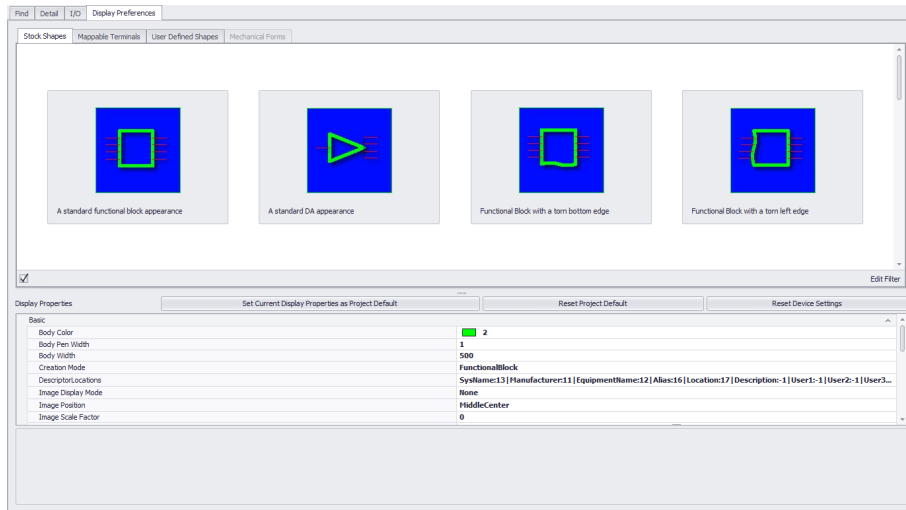 Find Detail I/O Display Preferences
Stock Shapes Mappable Terminals User Defined Shapes Mechanical Forms
A standard functional block appearance
A standard DA appearance
Functional Block with a torn bottom edge
Functional Block with a torn left edge
Edit Filter
Display Properties Set Current Display Properties as Project Default Reset Project Default Reset Device Settings
Basic
Body Color 2
Body Pen Width 1
Body Width 500
Creation Mode FunctionalBlock
DescriptorLocations SysName:13|Manufacturer:11|EquipmentName:12|Alias:16|Location:17|Description:-1|User1:-1|User2:-1|User3...
Image Display Mode None
Image Position MiddleCenter
Image Scale Factor 0